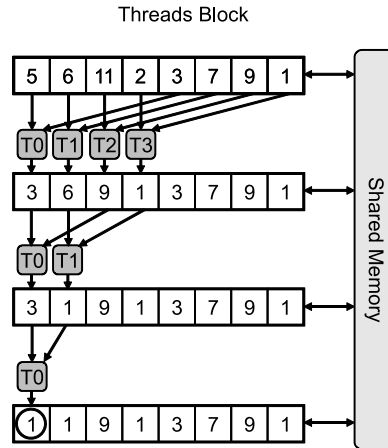 Threads Block
5 6 11 2 3 7 9 1
T0 T1 T2 T3
3 6 9 1 3 7 9 1
T0 T1
3 1 9 1 3 7 9 1
T0
1 1 9 1 3 7 9 1
Shared Memory